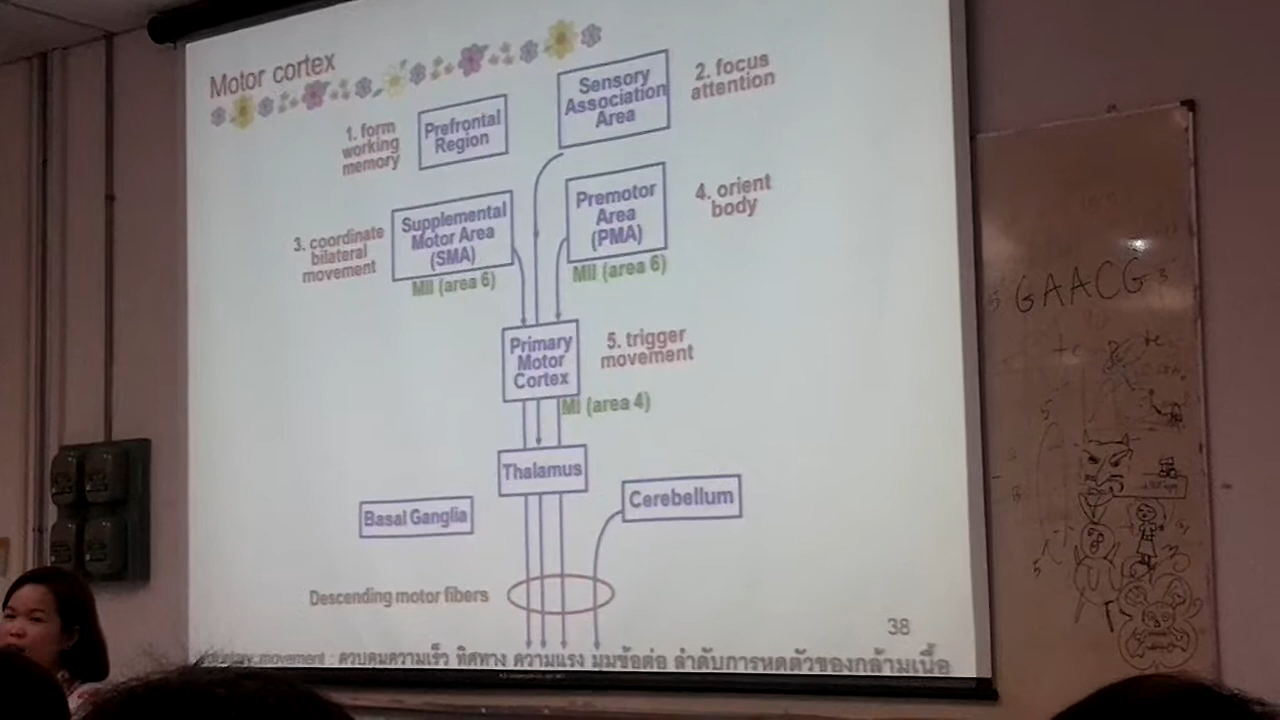 Motor cortex
1. form
working
memory
Prefrontal
Region
Sensory
Association
Area
2. focus
attention
3. coordinate
bilateral
movement
Supplemental
Motor Area
(SMA)
MII (area 6)
Premotor
Area
(PMA)
MII (area 6)
4. orient
body
Primary
Motor
Cortex
5. trigger
movement
MI (area 4)
Thalamus
Basal Ganglia
Cerebellum
Descending motor fibers
38
Voluntary movement : ควบคุมความเร็ว ทิศทาง ความแรง มุมข้อต่อ ลำดับการหดตัวของกล้ามเนื้อ
5' GAACG 3'